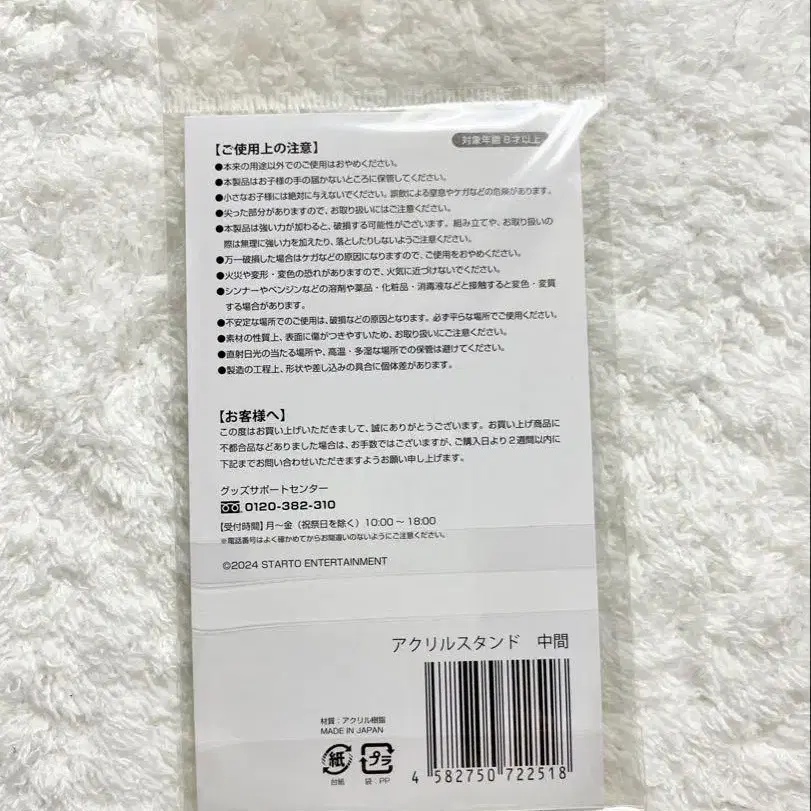 【ご使用上の注意】
対象年齢 8才以上
●本来の用途以外でのご使用はおやめください。
●本製品はお子様の手の届かないところに保管してください。
●小さなお子様には絶対に与えないでください。誤飲による窒息やケガなどの危険があります。
●尖った部分がありますので、お取り扱いにはご注意ください。
●本製品は強い力が加わると、破損する可能性がございます。組み立てや、お取り扱いの
際は無理に強い力を加えたり、落としたりしないようご注意ください。
●万一破損した場合はケガなどの原因になりますので、ご使用をおやめください。
●火災や変形・変色の恐れがありますので、火気に近づけないでください。
●シンナーやベンジンなどの溶剤や薬品・化粧品・消毒液などと接触すると変色・変質
する場合があります。
●不安定な場所でのご使用は、破損などの原因となります。必ず平らな場所でご使用ください。
●素材の性質上、表面に傷がつきやすいため、お取り扱いにご注意ください。
●直射日光の当たる場所や、高温・多湿な場所での保管は避けてください。
●製造の工程上、形状や差し込みの具合に個体差があります。
【お客様へ】
この度はお買い上げいただきまして、誠にありがとうございます。お買い上げ商品に
不都合品などありました場合は、お手数ではございますが、ご購入日より2週間以内に
下記までお問い合わせいただきますようお願い申し上げます。
グッズサポートセンター
0120-382-310
【受付時間】月〜金（祝祭日を除く）10:00〜18:00
※電話番号はよく確かめてからお間違いのないようにご注意ください。
©2024 STARTO ENTERTAINMENT
アクリルスタンド 中間
材質：アクリル樹脂
MADE IN JAPAN
紙
プラ
台紙
袋：PP
4 582750 722518